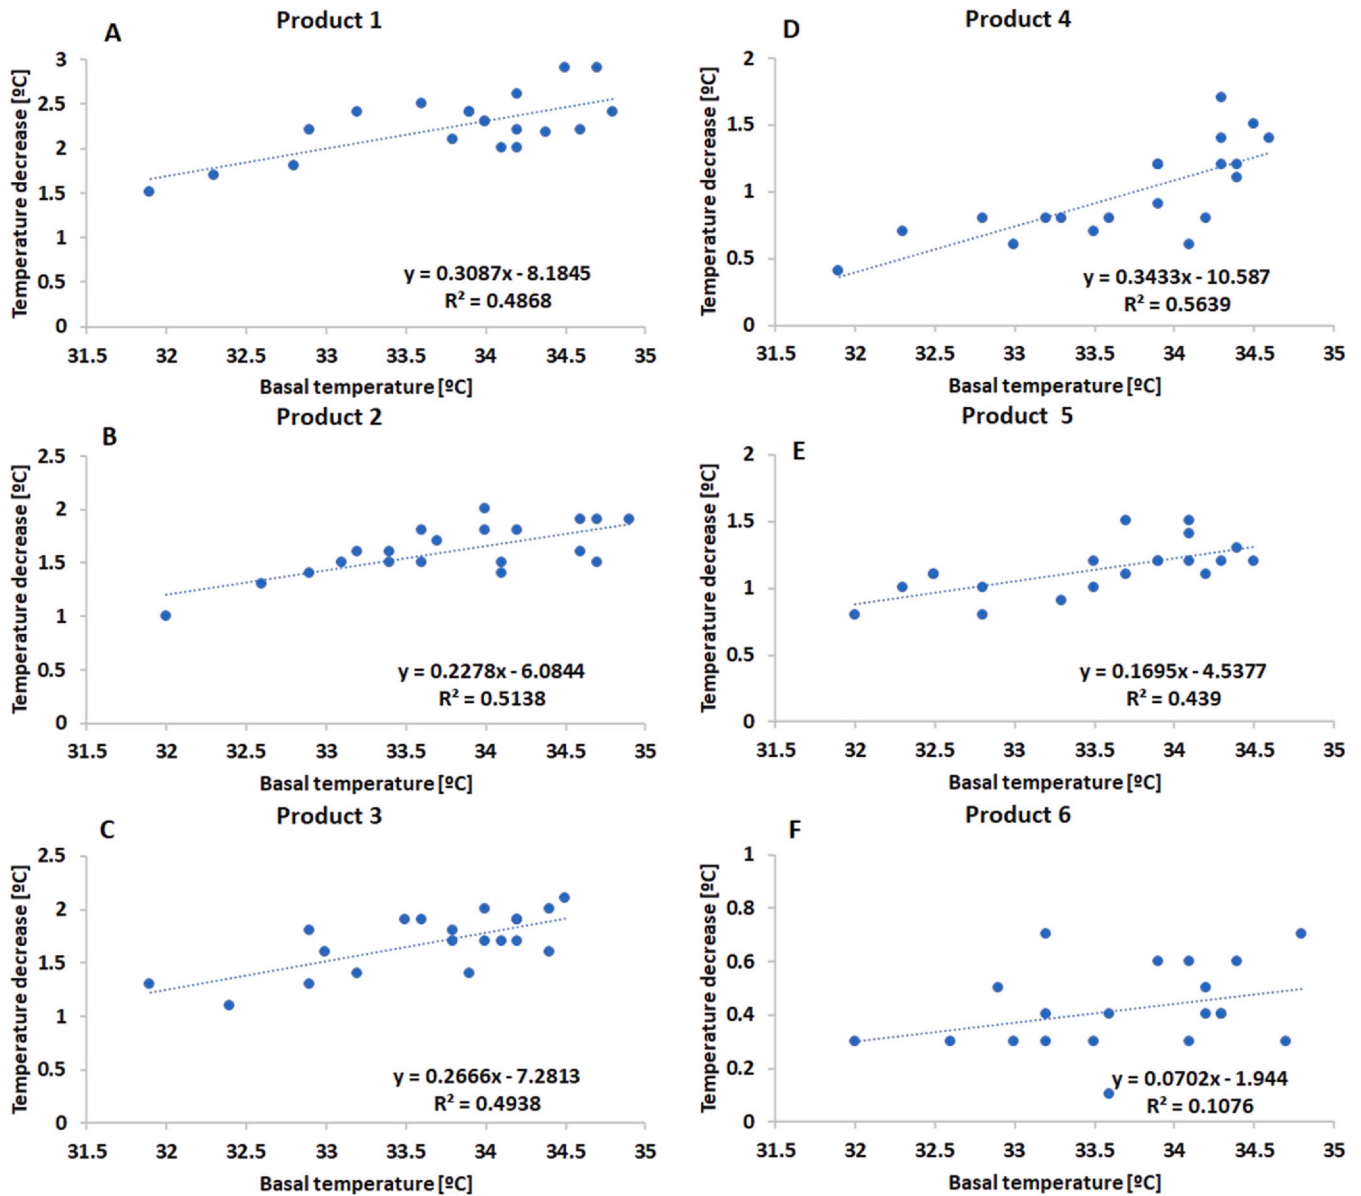 Product 1
A
Temperature decrease [ºC]
3
2.5
2
1.5
1
0.5
0
y = 0.3087x - 8.1845
R² = 0.4868
31.5 32 32.5 33 33.5 34 34.5 35
Basal temperature [ºC]
Product 4
D
Temperature decrease [ºC]
2
1.5
1
0.5
0
y = 0.3433x - 10.587
R² = 0.5639
31.5 32 32.5 33 33.5 34 34.5 35
Basal temperature [ºC]
Product 2
B
Temperature decrease [ºC]
2.5
2
1.5
1
0.5
0
y = 0.2278x - 6.0844
R² = 0.5138
31.5 32 32.5 33 33.5 34 34.5 35
Basal temperature [ºC]
Product 5
E
Temperature decrease [ºC]
2
1.5
1
0.5
0
y = 0.1695x - 4.5377
R² = 0.439
31.5 32 32.5 33 33.5 34 34.5 35
Basal temperature [ºC]
Product 3
C
Temperature decrease [ºC]
2.5
2
1.5
1
0.5
0
y = 0.2666x - 7.2813
R² = 0.4938
31.5 32 32.5 33 33.5 34 34.5 35
Basal temperature [ºC]
Product 6
F
Temperature decrease [ºC]
1
0.8
0.6
0.4
0.2
0
y = 0.0702x - 1.944
R² = 0.1076
31.5 32 32.5 33 33.5 34 34.5 35
Basal temperature [ºC]